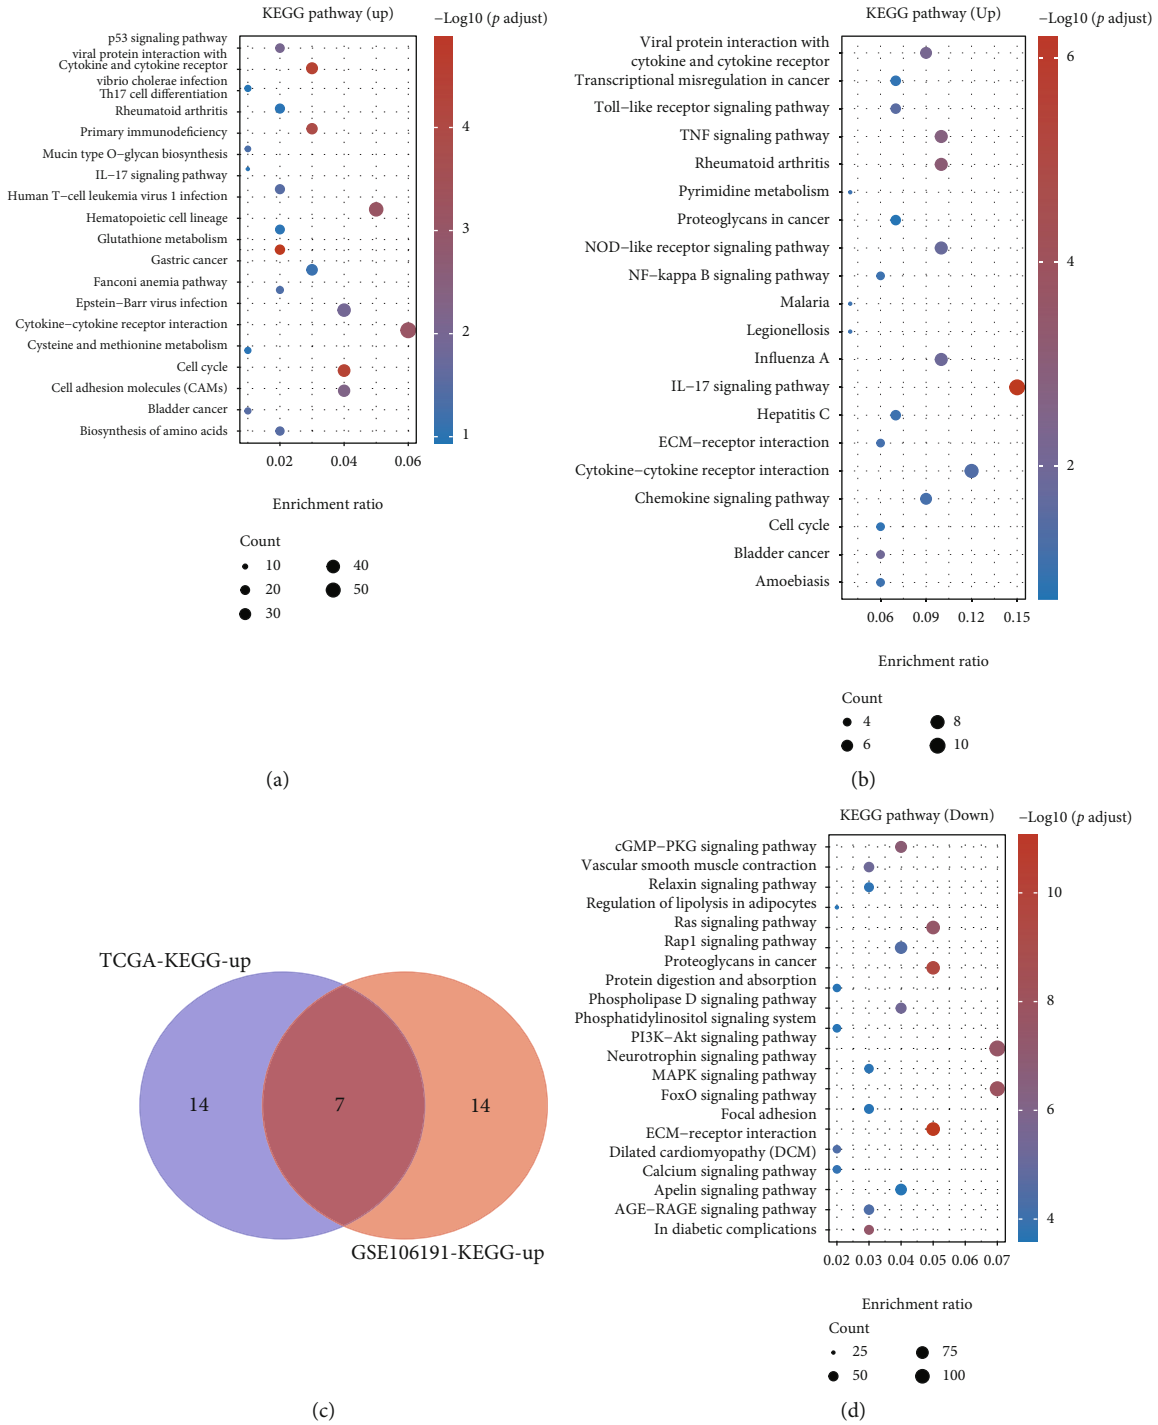 KEGG pathway (up)
−Log10 (p adjust)
p53 signaling pathway
viral protein interaction with
Cytokine and cytokine receptor
vibrio cholerae infection
Th17 cell differentiation
Rheumatoid arthritis
Primary immunodeficiency
Mucin type O−glycan biosynthesis
IL−17 signaling pathway
Human T−cell leukemia virus 1 infection
Hematopoietic cell lineage
Glutathione metabolism
Gastric cancer
Fanconi anemia pathway
Epstein−Barr virus infection
Cytokine−cytokine receptor interaction
Cysteine and methionine metabolism
Cell cycle
Cell adhesion molecules (CAMs)
Bladder cancer
Biosynthesis of amino acids
4
3
2
1
0.02 0.04 0.06
Enrichment ratio
Count
10 40
20 50
30
(a)
KEGG pathway (Up)
−Log10 (p adjust)
Viral protein interaction with
cytokine and cytokine receptor
Transcriptional misregulation in cancer
Toll−like receptor signaling pathway
TNF signaling pathway
Rheumatoid arthritis
Pyrimidine metabolism
Proteoglycans in cancer
NOD−like receptor signaling pathway
NF−kappa B signaling pathway
Malaria
Legionellosis
Influenza A
IL−17 signaling pathway
Hepatitis C
ECM−receptor interaction
Cytokine−cytokine receptor interaction
Chemokine signaling pathway
Cell cycle
Bladder cancer
Amoebiasis
6
4
2
0.06 0.09 0.12 0.15
Enrichment ratio
Count
4 8
6 10
(b)
TCGA-KEGG-up
14 7 14
GSE106191-KEGG-up
(c)
KEGG pathway (Down)
−Log10 (p adjust)
cGMP−PKG signaling pathway
Vascular smooth muscle contraction
Relaxin signaling pathway
Regulation of lipolysis in adipocytes
Ras signaling pathway
Rap1 signaling pathway
Proteoglycans in cancer
Protein digestion and absorption
Phospholipase D signaling pathway
Phosphatidylinositol signaling system
PI3K−Akt signaling pathway
Neurotrophin signaling pathway
MAPK signaling pathway
FoxO signaling pathway
Focal adhesion
ECM−receptor interaction
Dilated cardiomyopathy (DCM)
Calcium signaling pathway
Apelin signaling pathway
AGE−RAGE signaling pathway
In diabetic complications
10
8
6
4
0.02 0.03 0.04 0.05 0.06 0.07
Enrichment ratio
Count
25 75
50 100
(d)